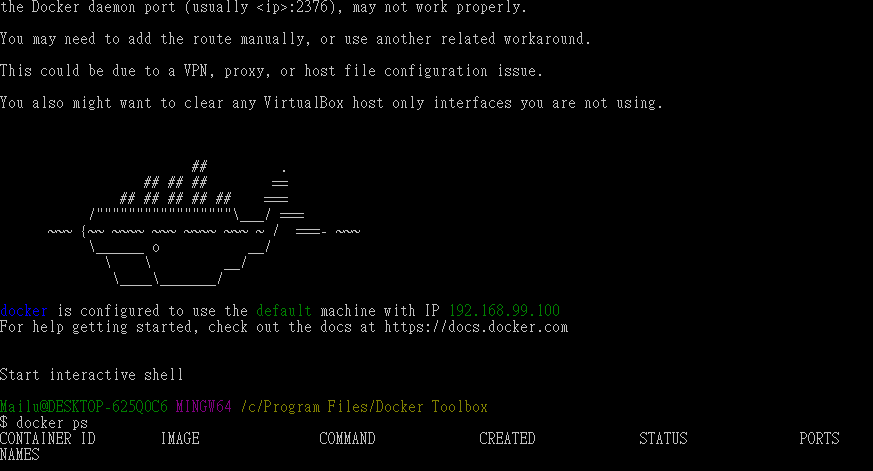 the Docker daemon port (usually <ip>:2376), may not work properly.
You may need to add the route manually, or use another related workaround.
This could be due to a VPN, proxy, or host file configuration issue.
You also might want to clear any VirtualBox host only interfaces you are not using.
                        ##         .
                  ## ## ##        ==
               ## ## ## ## ##    ===
           /"""""""""""""""""\___/ ===
      ~~~ {~~ ~~~~ ~~~ ~~~~ ~~~ ~ /  ===- ~~~
           \______ o           __/
             \    \         __/
              \____\_______/
docker is configured to use the default machine with IP 192.168.99.100
For help getting started, check out the docs at https://docs.docker.com
Start interactive shell
Mailu@DESKTOP-625QOC6 MINGW64 /c/Program Files/Docker Toolbox
$ docker ps
CONTAINER ID        IMAGE               COMMAND             CREATED             STATUS              PORTS
NAMES